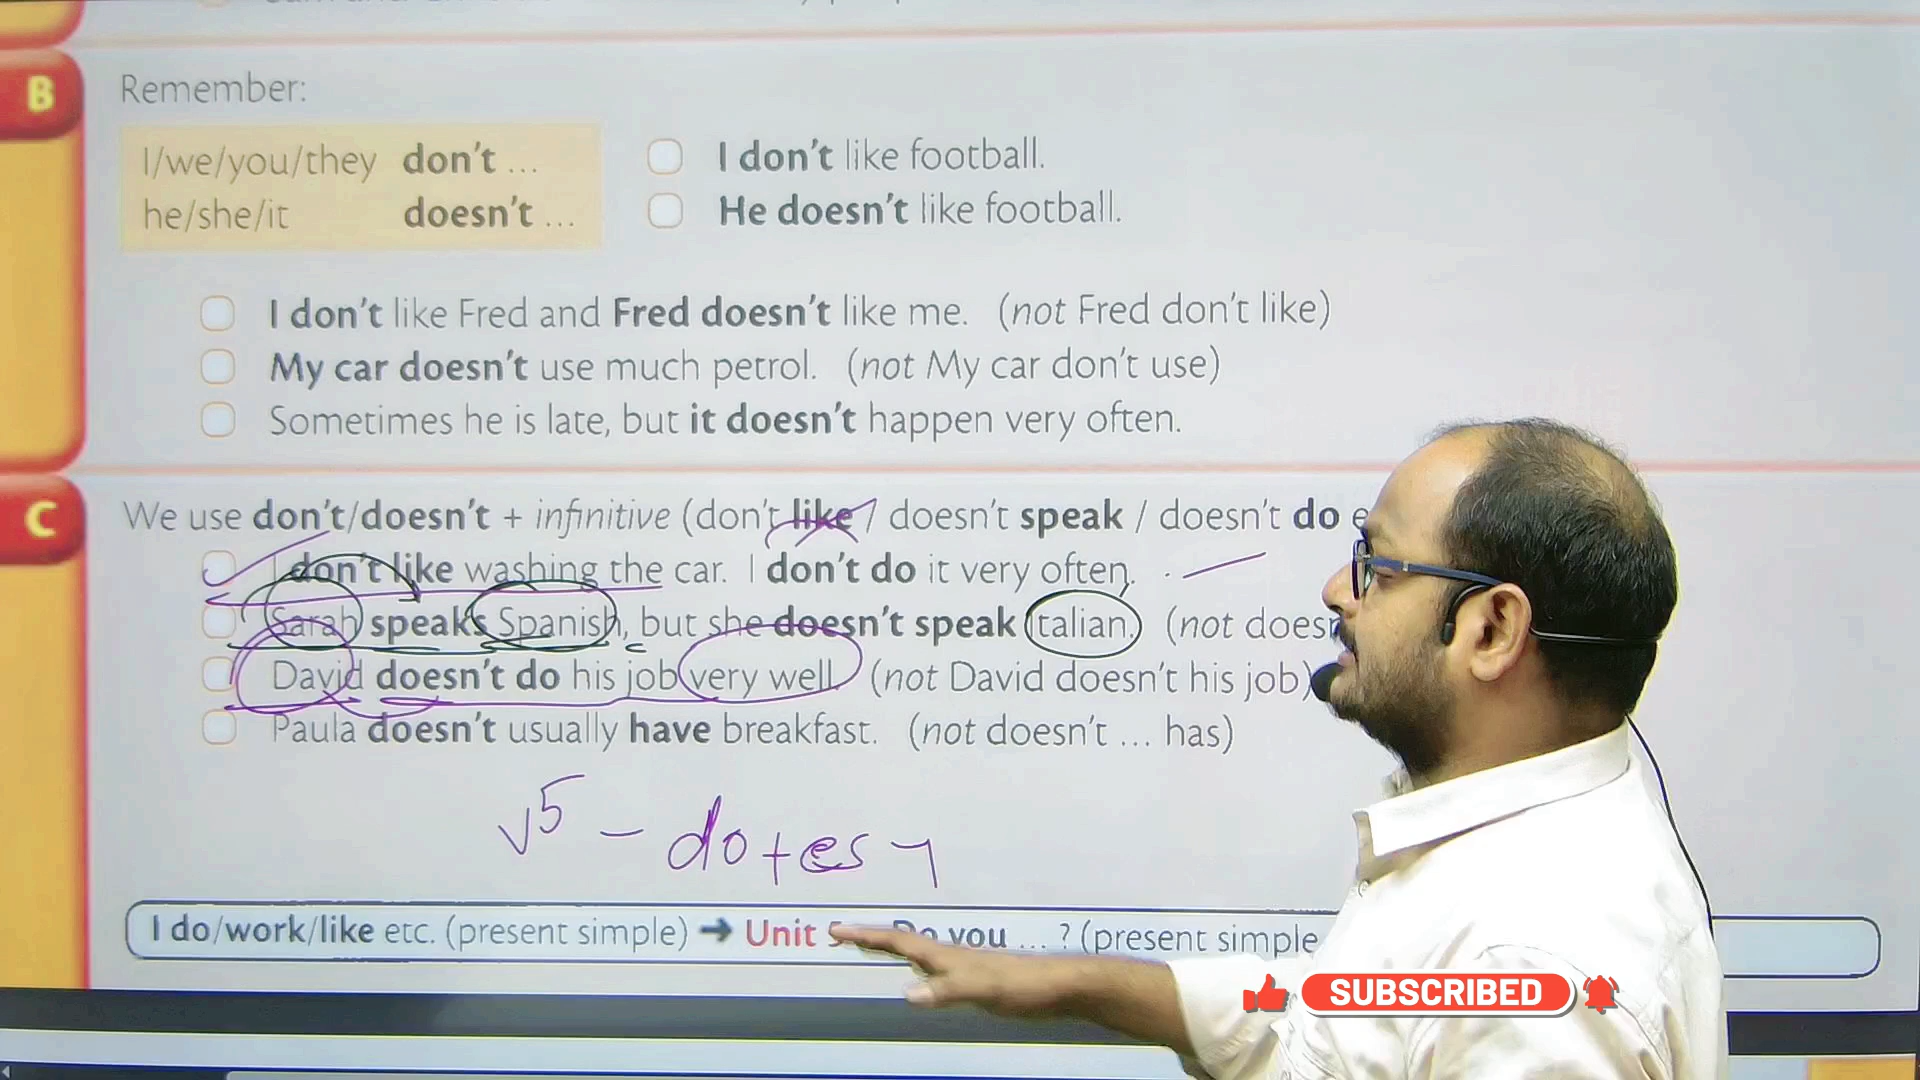 B
Remember:
I/we/you/they don't ...
he/she/it doesn't ...
I don't like football.
He doesn't like football.
I don't like Fred and Fred doesn't like me. (not Fred don't like)
My car doesn't use much petrol. (not My car don't use)
Sometimes he is late, but it doesn't happen very often.
C
We use don't/doesn't + infinitive (don't like / doesn't speak / doesn't do
I don't like washing the car. I don't do it very often.
Sarah speaks Spanish, but she doesn't speak Italian. (not
David doesn't do his job very well. (not David doesn't his job)
Paula doesn't usually have breakfast. (not doesn't ... has)
V5 – do+es
I do/work/like etc. (present simple) → Unit 5 Do you ... ? (present simple
SUBSCRIBED